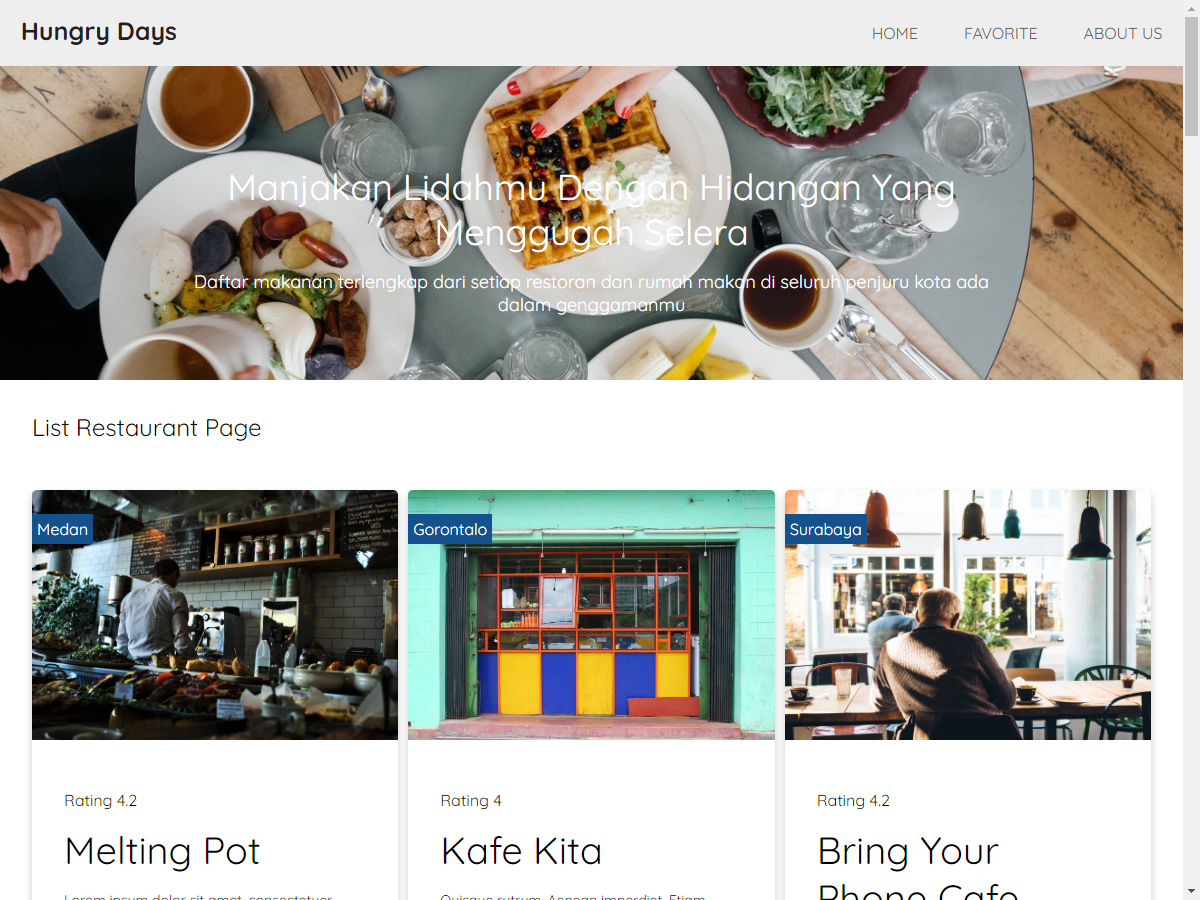 Hungry Days
HOME FAVORITE ABOUT US
Manjakan Lidahmu Dengan Hidangan Yang
Menggugah Selera
Daftar makanan terlengkap dari setiap restoran dan rumah makan di seluruh penjuru kota ada
dalam genggamanmu
List Restaurant Page
Medan
Gorontalo
Surabaya
Rating 4.2
Melting Pot
Lorem ipsum dolor sit amet, consectetuer
Rating 4
Kafe Kita
Quisque rutrum. Aenean imperdiet. Etiam
Rating 4.2
Bring Your
Phone Cafe